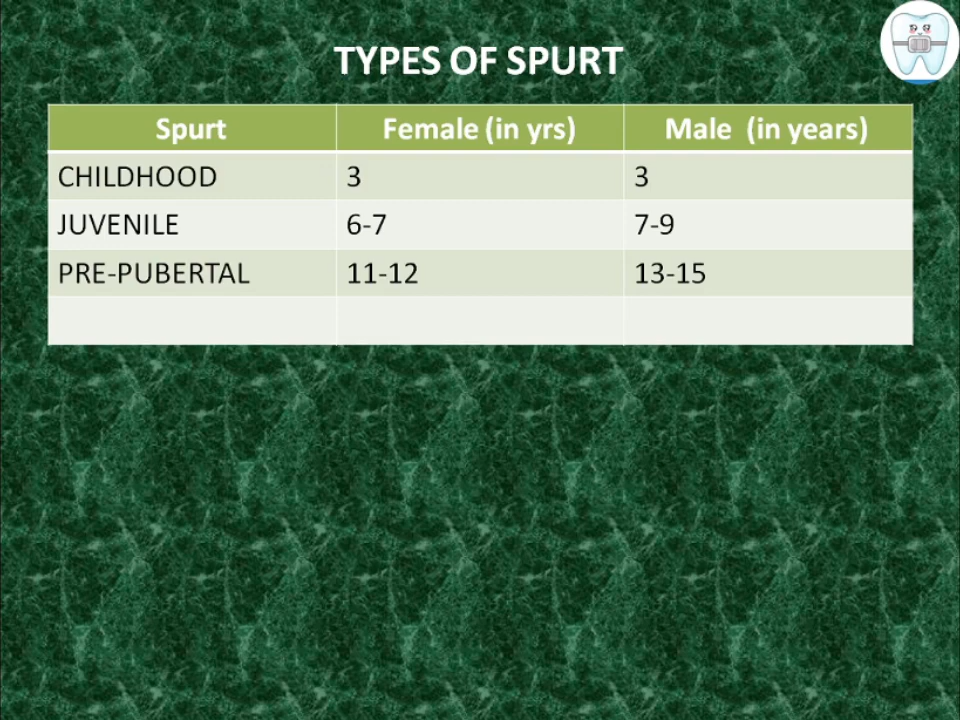 TYPES OF SPURT
Spurt Female (in yrs) Male (in years)
CHILDHOOD 3 3
JUVENILE 6-7 7-9
PRE-PUBERTAL 11-12 13-15